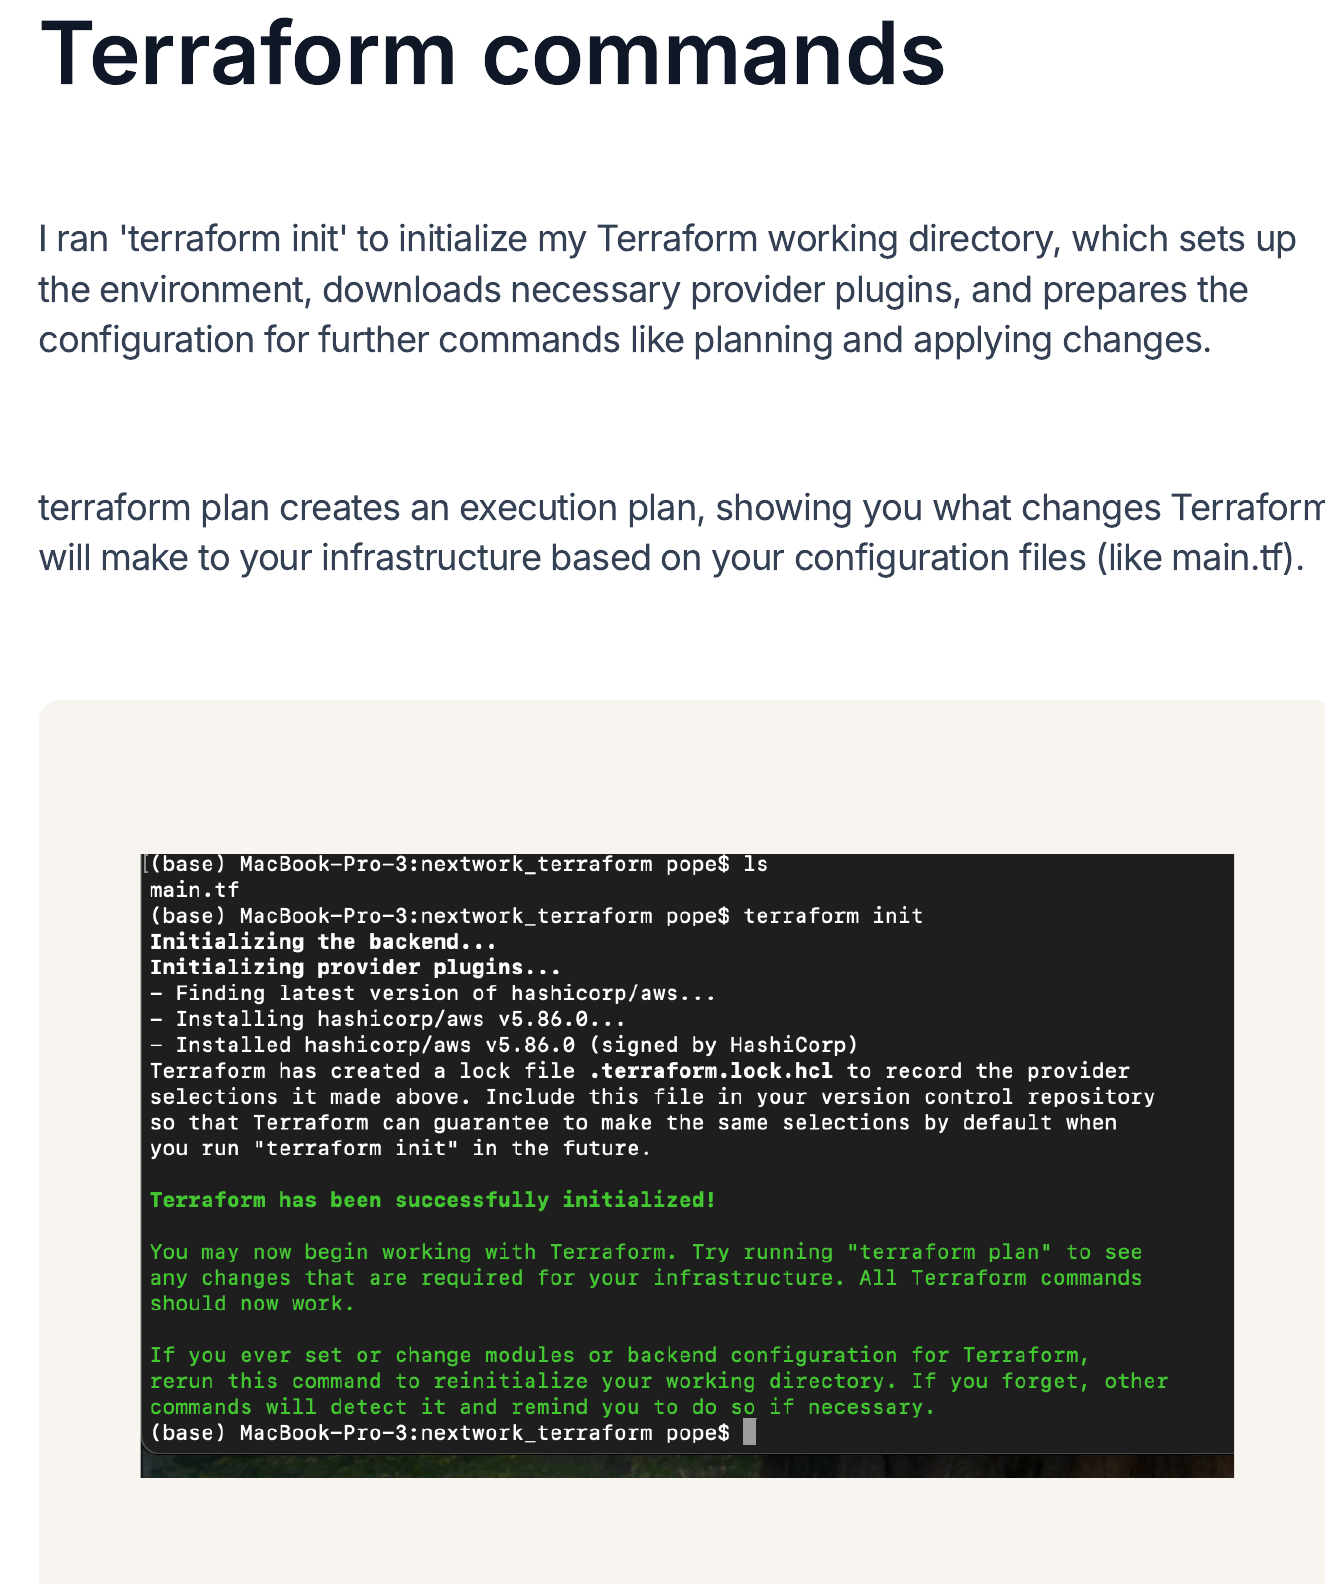 Terraform commands
I ran 'terraform init' to initialize my Terraform working directory, which sets up
the environment, downloads necessary provider plugins, and prepares the
configuration for further commands like planning and applying changes.
terraform plan creates an execution plan, showing you what changes Terraform
will make to your infrastructure based on your configuration files (like main.tf).
(base) MacBook-Pro-3:nextwork_terraform pope$ ls
main.tf
(base) MacBook-Pro-3:nextwork_terraform pope$ terraform init
Initializing the backend...
Initializing provider plugins...
- Finding latest version of hashicorp/aws...
- Installing hashicorp/aws v5.86.0...
- Installed hashicorp/aws v5.86.0 (signed by HashiCorp)
Terraform has created a lock file .terraform.lock.hcl to record the provider
selections it made above. Include this file in your version control repository
so that Terraform can guarantee to make the same selections by default when
you run "terraform init" in the future.
Terraform has been successfully initialized!
You may now begin working with Terraform. Try running "terraform plan" to see
any changes that are required for your infrastructure. All Terraform commands
should now work.
If you ever set or change modules or backend configuration for Terraform,
rerun this command to reinitialize your working directory. If you forget, other
commands will detect it and remind you to do so if necessary.
(base) MacBook-Pro-3:nextwork_terraform pope$